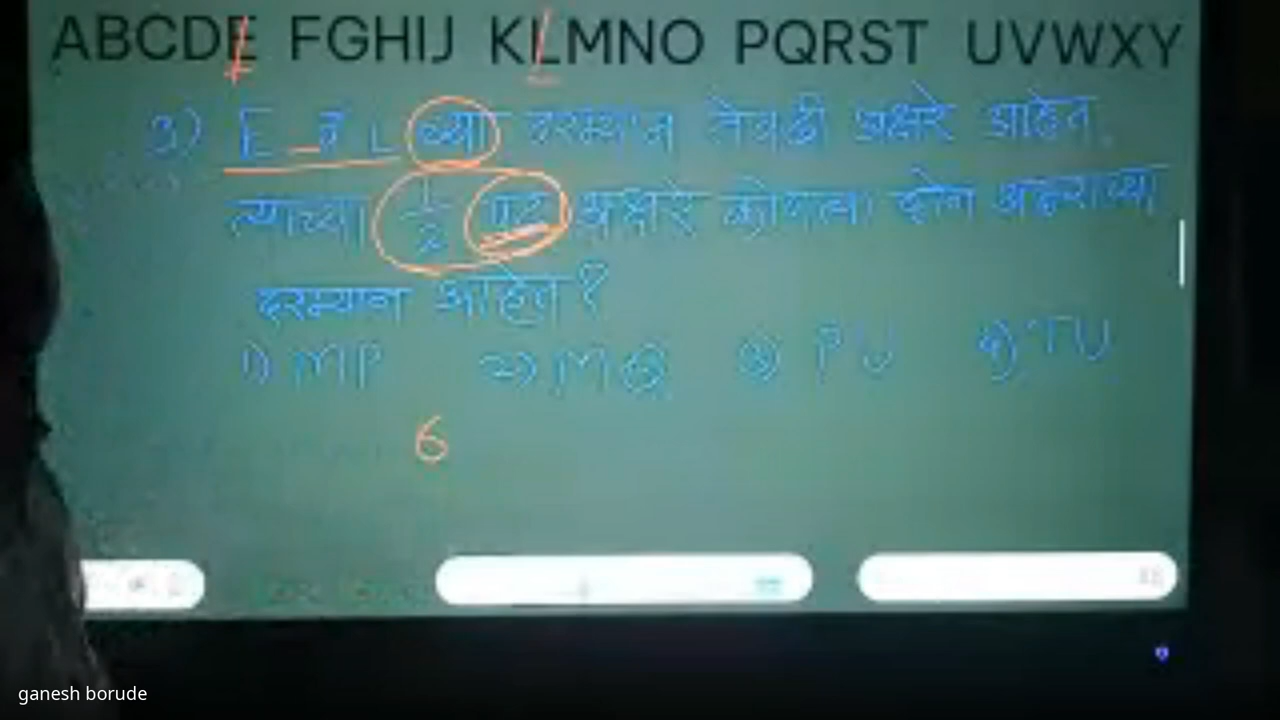 ABCDE FGHIJ KLMNO PQRST UVWXY
१) E व L च्या दरम्यान जेवढी अक्षरे आहेत.
त्याच्या 1/2 पट अक्षरे कोणत्या दोन अक्षराच्या
दरम्यान आहेत?
1) MP 2) MQ 3) PU 4) TU
6
ganesh borude